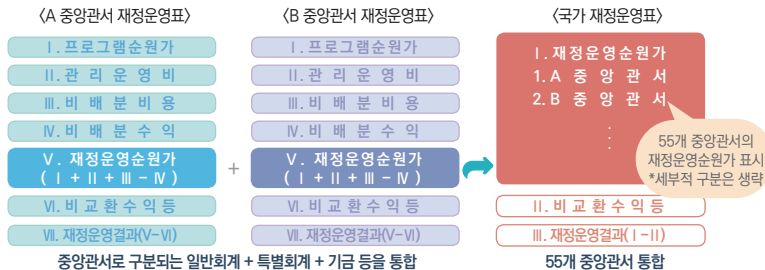 〈A 중앙관서 재정운영표〉
Ⅰ. 프로그램순원가
Ⅱ. 관 리 운 영 비
Ⅲ. 비 배 분 비 용
Ⅳ. 비 배 분 수 익
Ⅴ. 재정운영순원가
( Ⅰ + Ⅱ + Ⅲ - Ⅳ )
Ⅵ. 비 교 환 수 익 등
Ⅶ. 재정운영결과(Ⅴ-Ⅵ)
+
〈B 중앙관서 재정운영표〉
Ⅰ. 프로그램순원가
Ⅱ. 관 리 운 영 비
Ⅲ. 비 배 분 비 용
Ⅳ. 비 배 분 수 익
Ⅴ. 재정운영순원가
( Ⅰ + Ⅱ + Ⅲ - Ⅳ )
Ⅵ. 비 교 환 수 익 등
Ⅶ. 재정운영결과(Ⅴ-Ⅵ)
중앙관서로 구분되는 일반회계 + 특별회계 + 기금 등을 통합
〈국가 재정운영표〉
Ⅰ. 재정운영순원가
1. A 중 앙 관 서
2. B 중 앙 관 서
⋮
55개 중앙관서의
재정운영순원가 표시
*세부적 구분은 생략
Ⅱ. 비 교 환 수 익 등
Ⅲ. 재정운영결과(Ⅰ-Ⅱ)
55개 중앙관서 통합